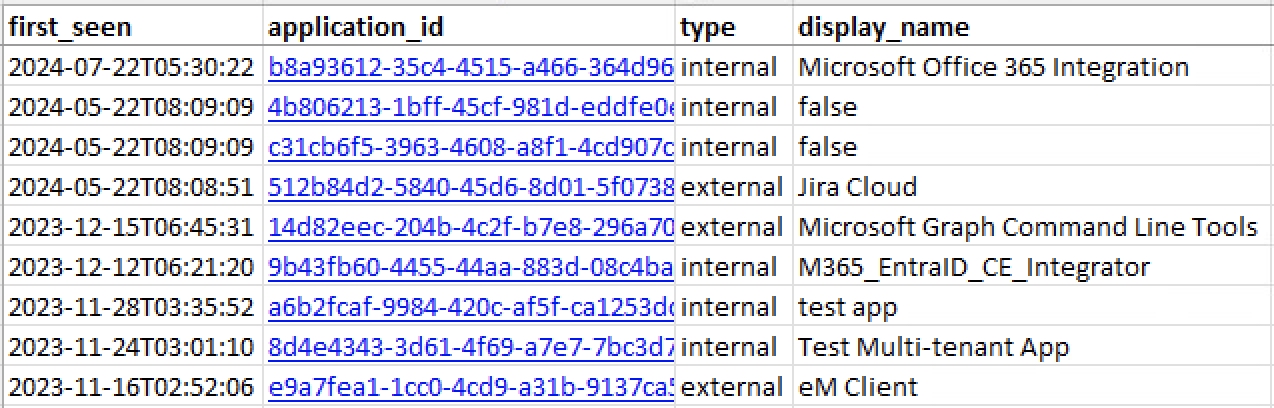 first_seen application_id type display_name
2024-07-22T05:30:22 b8a93612-35c4-4515-a466-364d96 internal Microsoft Office 365 Integration
2024-05-22T08:09:09 4b806213-1bff-45cf-981d-eddfe0 internal false
2024-05-22T08:09:09 c31cb6f5-3963-4608-a8f1-4cd907c internal false
2024-05-22T08:08:51 512b84d2-5840-45d6-8d01-5f0738 external Jira Cloud
2023-12-15T06:45:31 14d82eec-204b-4c2f-b7e8-296a70 external Microsoft Graph Command Line Tools
2023-12-12T06:21:20 9b43fb60-4455-44aa-883d-08c4ba internal M365_EntraID_CE_Integrator
2023-11-28T03:35:52 a6b2fcaf-9984-420c-af5f-ca1253d internal test app
2023-11-24T03:01:10 8d4e4343-3d61-4f69-a7e7-7bc3d7 internal Test Multi-tenant App
2023-11-16T02:52:06 e9a7fea1-1cc0-4cd9-a31b-9137ca external eM Client